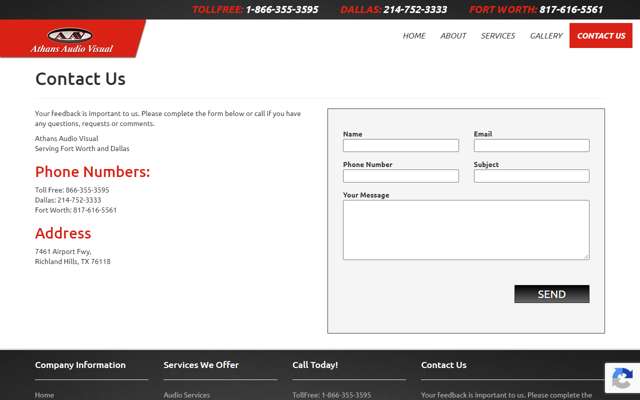 TOLLFREE: 1-866-355-3595 DALLAS: 214-752-3333 FORT WORTH: 817-616-5561
Athans Audio Visual
HOME ABOUT SERVICES GALLERY CONTACT US
Contact Us
Your feedback is important to us. Please complete the form below or call if you have
any questions, requests or comments.
Athans Audio Visual
Serving Fort Worth and Dallas
Phone Numbers:
Toll Free: 866-355-3595
Dallas: 214-752-3333
Fort Worth: 817-616-5561
Address
7461 Airport Fwy,
Richland Hills, TX 76118
Name Email
Phone Number Subject
Your Message
SEND
Company Information Services We Offer Call Today! Contact Us
Home Audio Services TollFree: 1-866-355-3595 Your feedback is important to us. Please complete the